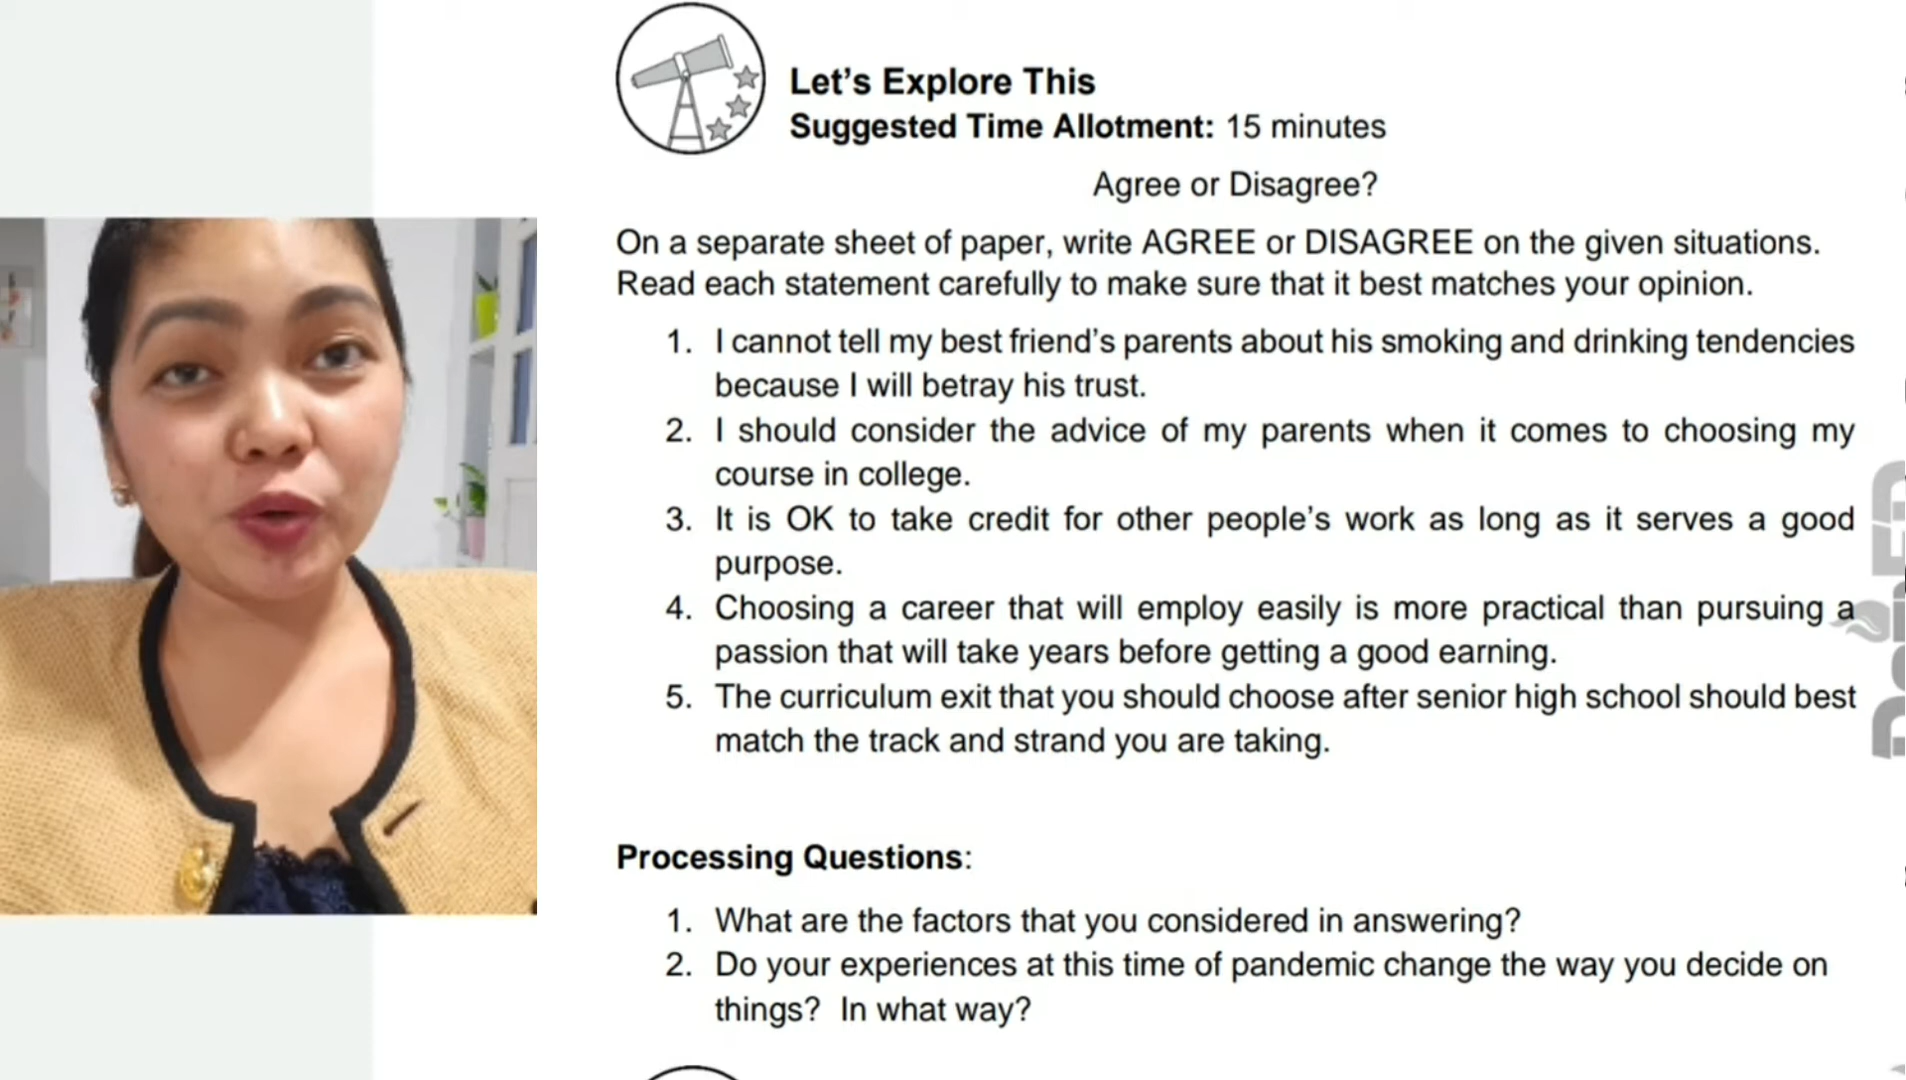 Let's Explore This
Suggested Time Allotment: 15 minutes
Agree or Disagree?
On a separate sheet of paper, write AGREE or DISAGREE on the given situations.
Read each statement carefully to make sure that it best matches your opinion.
1. I cannot tell my best friend's parents about his smoking and drinking tendencies
because I will betray his trust.
2. I should consider the advice of my parents when it comes to choosing my
course in college.
3. It is OK to take credit for other people's work as long as it serves a good
purpose.
4. Choosing a career that will employ easily is more practical than pursuing a
passion that will take years before getting a good earning.
5. The curriculum exit that you should choose after senior high school should best
match the track and strand you are taking.
Processing Questions:
1. What are the factors that you considered in answering?
2. Do your experiences at this time of pandemic change the way you decide on
things? In what way?